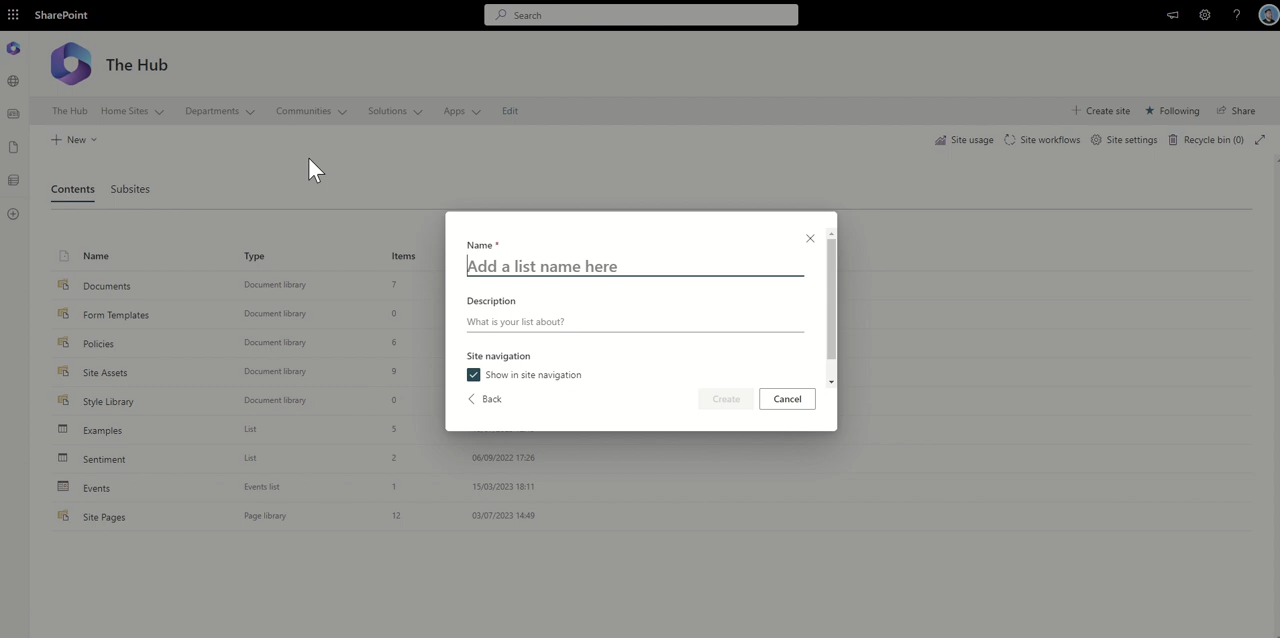 SharePoint
Search
The Hub
The Hub Home Sites Departments Communities Solutions Apps Edit
Create site Following Share
New
Site usage Site workflows Site settings Recycle bin (0)
Contents Subsites
Name Type Items
Documents Document library 7
Form Templates Document library 0
Policies Document library 6
Site Assets Document library 9
Style Library Document library 0
Examples List 5
Sentiment List 2 06/09/2022 17:26
Events Events list 1 15/03/2023 18:11
Site Pages Page library 12 03/07/2023 14:49
Name *
Add a list name here
Description
What is your list about?
Site navigation
Show in site navigation
Back Create Cancel